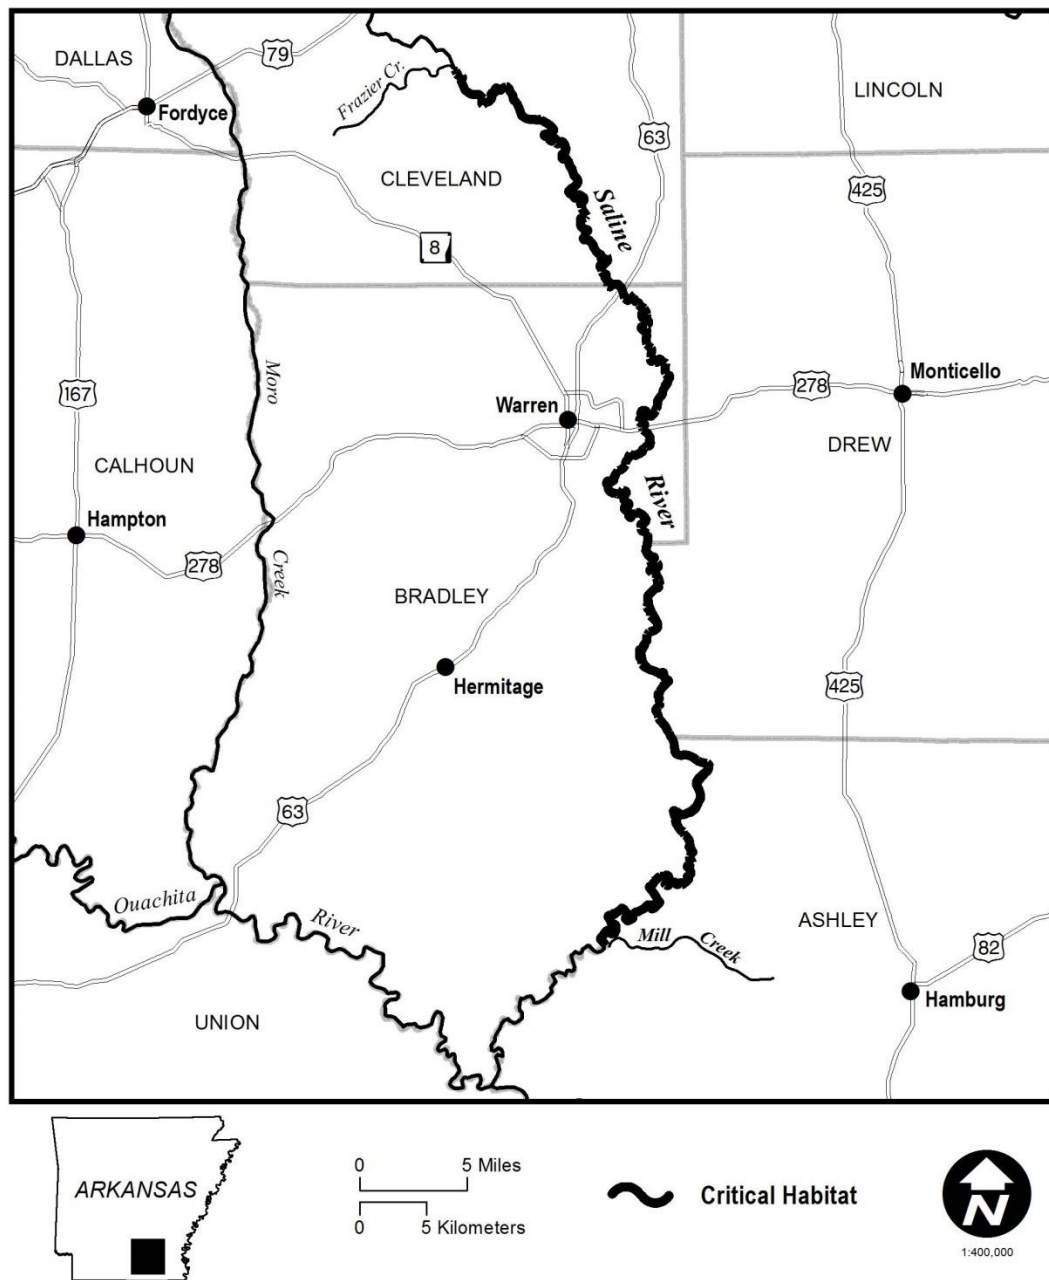 DALLAS
79
Fordyce
Frazier Cr.
LINCOLN
63
CLEVELAND
425
Saline
8
167
Moro
Warren
278
Monticello
DREW
CALHOUN
River
Hampton
278
Creek
BRADLEY
Hermitage
425
63
Ouachita
River
ASHLEY
Mill Creek
82
Hamburg
UNION
ARKANSAS
0 5 Miles
0 5 Kilometers
Critical Habitat
N
1:400,000